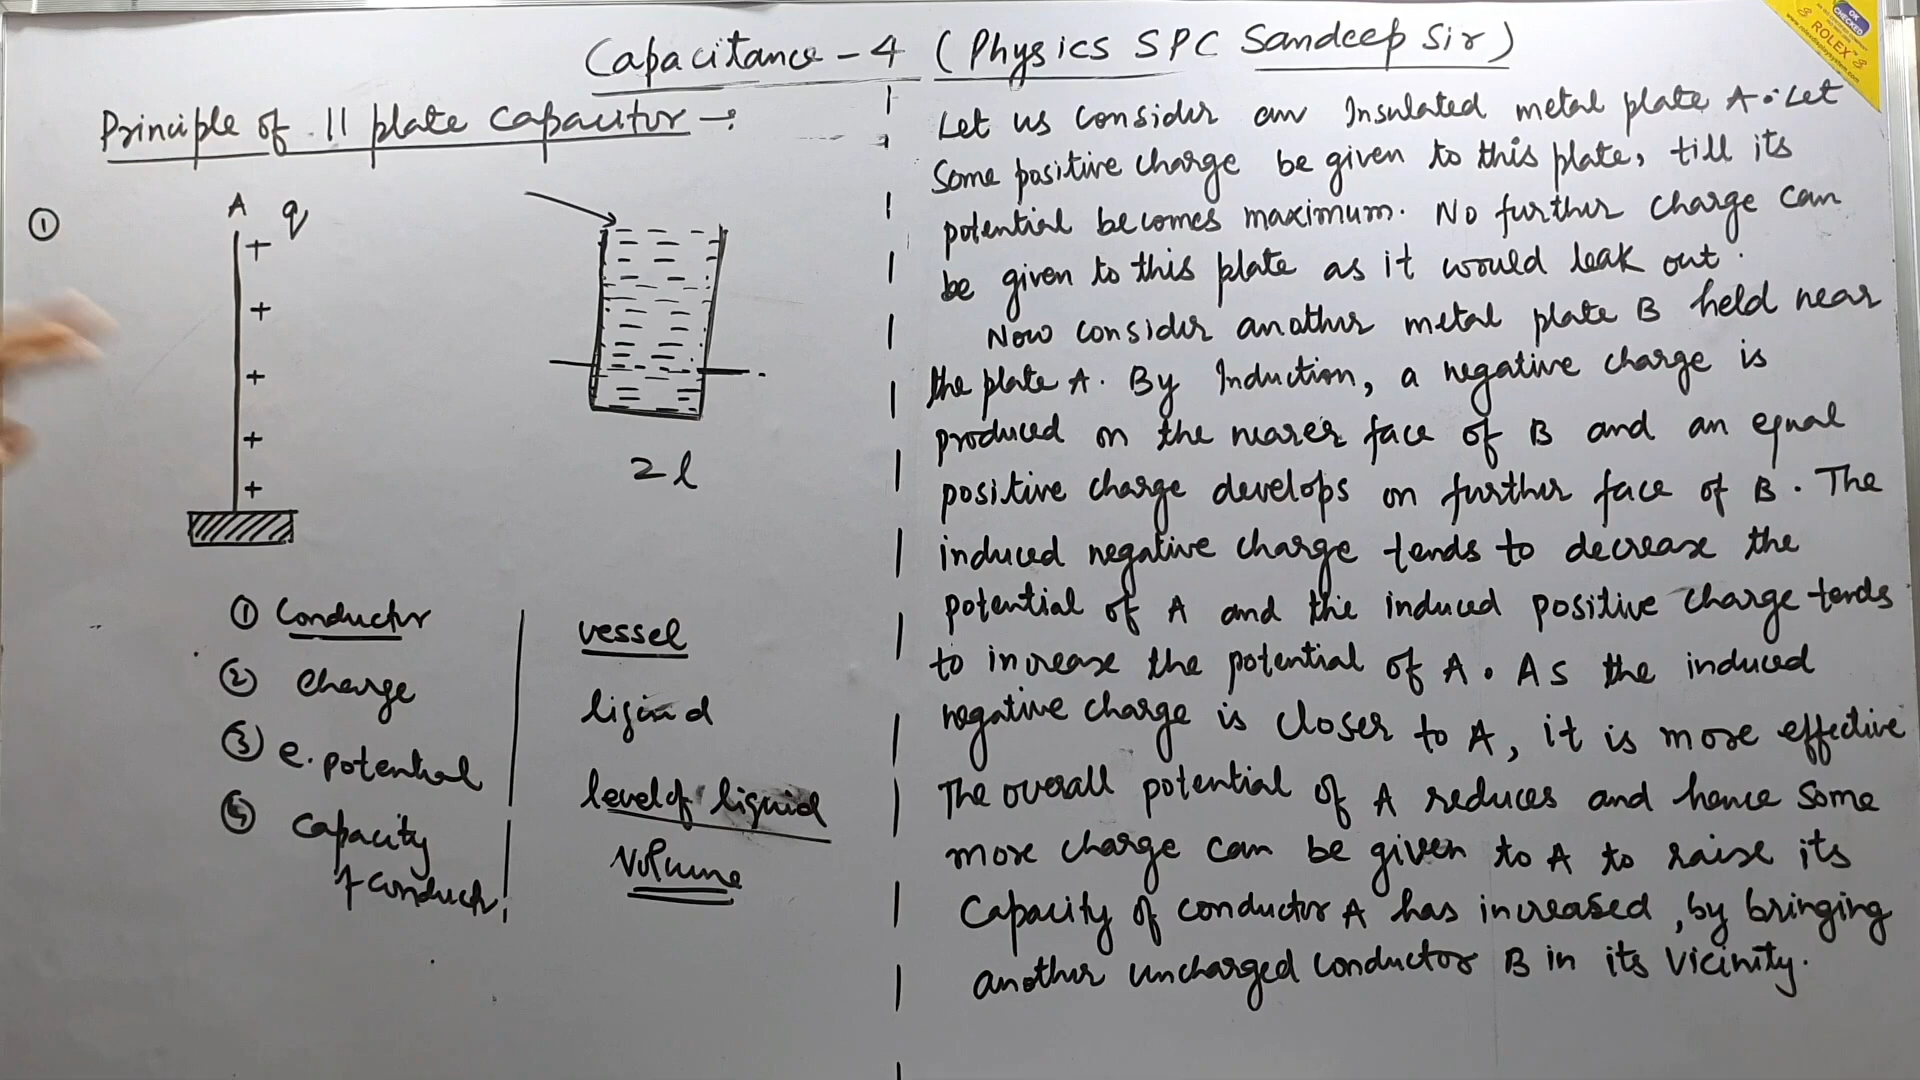 Capacitance - 4 (Physics SPC Sandeep Sir)
Principle of || plate Capacitor →:
①
A q
+
+
+
+
+
2 l
① Conductor
② Charge
③ e. potential
④ Capacity
of conduct.
vessel
liquid
level of liquid
Volume
Let us consider an Insulated metal plate A. Let
Some positive charge be given to this plate, till its
potential becomes maximum. No further charge can
be given to this plate as it would leak out.
Now consider another metal plate B held near
the plate A. By Induction, a negative charge is
produced on the nearer face of B and an equal
positive charge develops on further face of B. The
induced negative charge tends to decrease the
potential of A and the induced positive charge tends
to increase the potential of A. As the induced
negative charge is closer to A, it is more effective
The overall potential of A reduces and hence some
more charge can be given to A to raise its
Capacity of conductor A has increased, by bringing
another uncharged conductor B in its vicinity.
OK
CHECKED
ROLEX